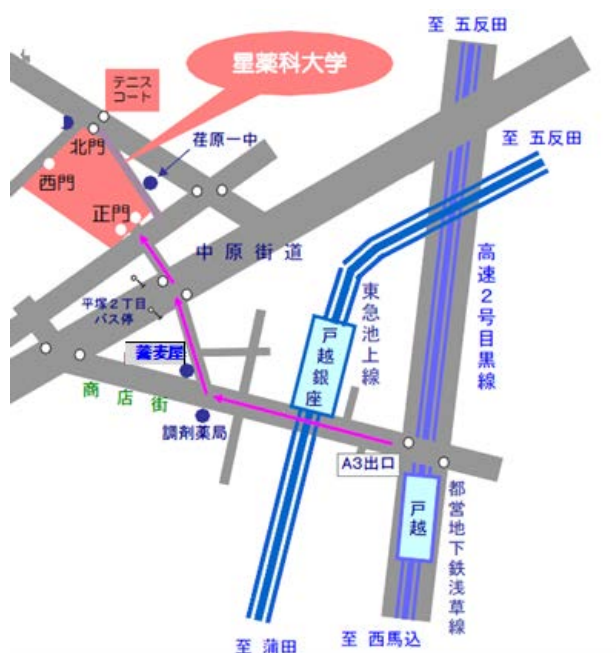 至 五反田
星薬科大学
テニス
コート
北門
荏原一中
至 五反田
西門
正門
中原街道
高速2号目黒線
平塚2丁目
バス停
東急池上線
蕎麦屋
戸越銀座
商店街
調剤薬局
A3出口
戸越
都営地下鉄浅草線
至 蒲田
至 西馬込